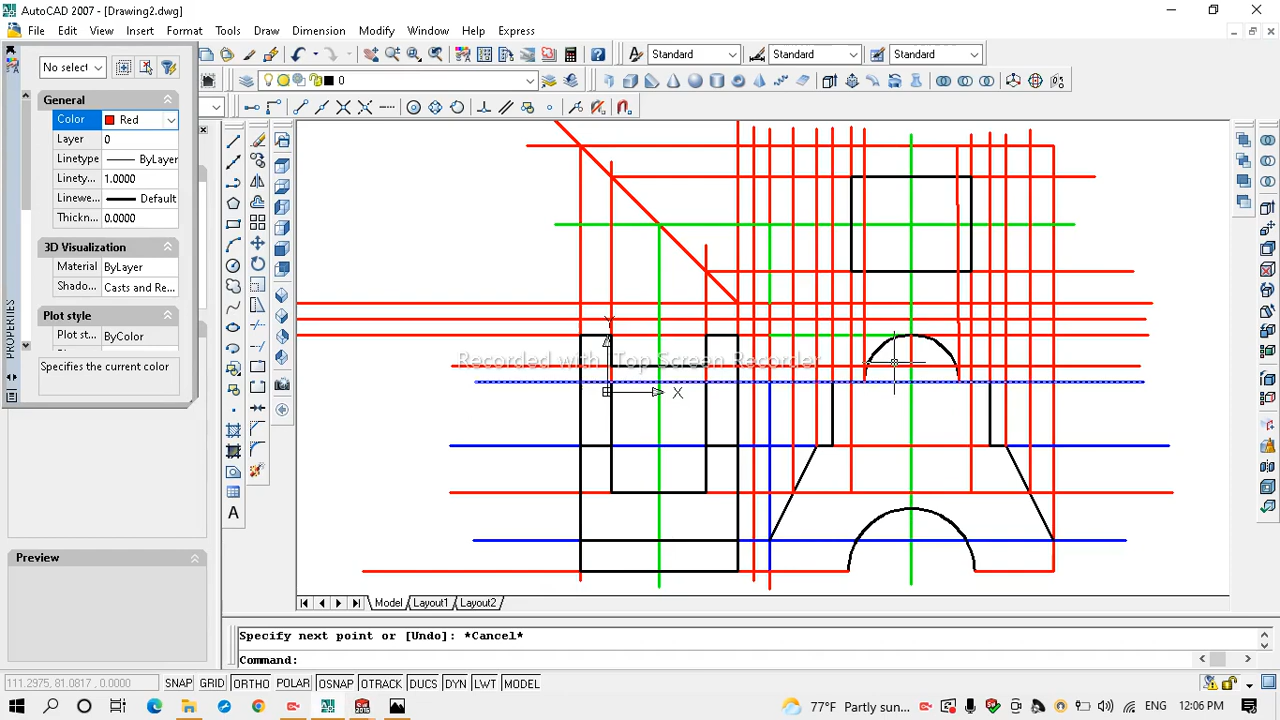 AutoCAD 2007 - [Drawing2.dwg]
File Edit View Insert Format Tools Draw Dimension Modify Window Help Express
Standard Standard Standard
No select
0
General
Color Red
Layer 0
Linetype ByLayer
Linety... 1.0000
Linewe... Default
Thickn... 0.0000
3D Visualization
Material ByLayer
Shado... Casts and Re...
Plot style
Plot st... ByColor
Specifies the current color
PROPERTIES
Y
X
Recorded with iTop Screen Recorder
A
Preview
Model Layout1 Layout2
Specify next point or [Undo]: *Cancel*
Command:
111.2975, 81.0817 , 0.0000 SNAP GRID ORTHO POLAR OSNAP OTRACK DUCS DYN LWT MODEL
77°F Partly sun... ENG 12:06 PM